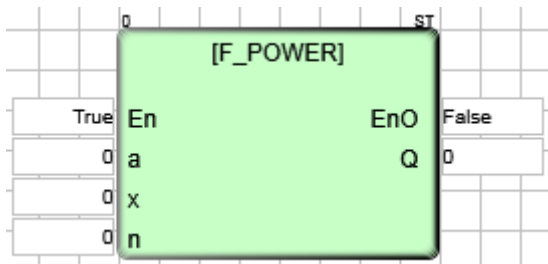 0 ST
[F_POWER]
True En EnO False
0 a Q 0
0 x
0 n